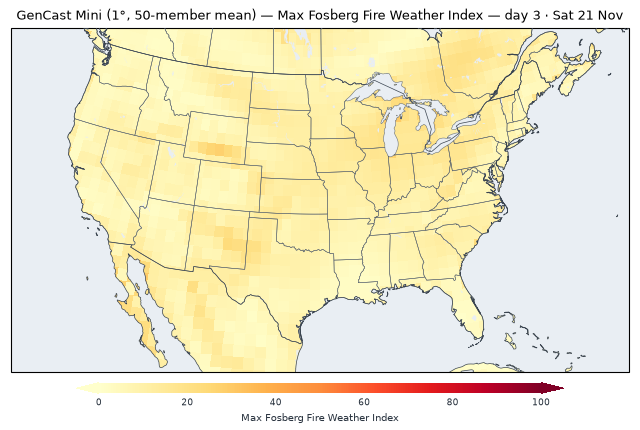 GenCast Mini (1°, 50-member mean) — Max Fosberg Fire Weather Index — day 3 · Sat 21 Nov
0 20 40 60 80 100
Max Fosberg Fire Weather Index